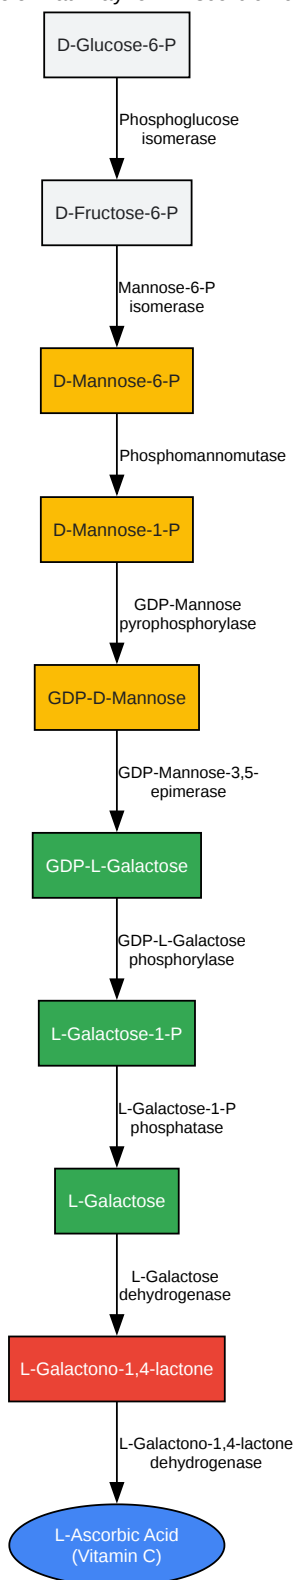 D-Glucose-6-P
Phosphoglucose
isomerase
D-Fructose-6-P
Mannose-6-P
isomerase
D-Mannose-6-P
Phosphomannomutase
D-Mannose-1-P
GDP-Mannose
pyrophosphorylase
GDP-D-Mannose
GDP-Mannose-3,5-
epimerase
GDP-L-Galactose
GDP-L-Galactose
phosphorylase
L-Galactose-1-P
L-Galactose-1-P
phosphatase
L-Galactose
L-Galactose
dehydrogenase
L-Galactono-1,4-lactone
L-Galactono-1,4-lactone
dehydrogenase
L-Ascorbic Acid
(Vitamin C)